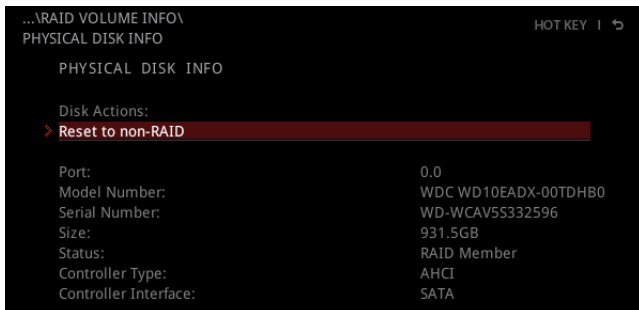 ...\RAID VOLUME INFO\
HOT KEY | ↰
PHYSICAL DISK INFO
PHYSICAL DISK INFO
Disk Actions:
> Reset to non-RAID
Port: 0.0
Model Number: WDC WD10EADX-00TDHB0
Serial Number: WD-WCAV5S332596
Size: 931.5GB
Status: RAID Member
Controller Type: AHCI
Controller Interface: SATA